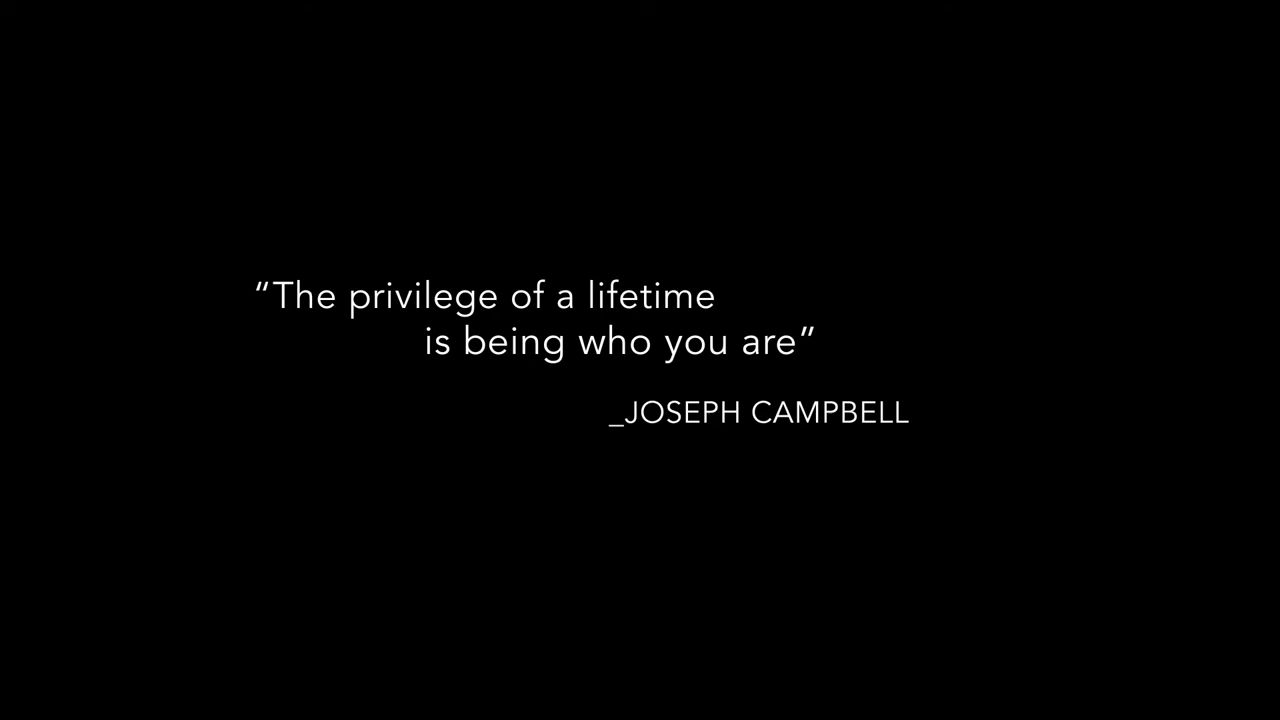 “The privilege of a lifetime
is being who you are”
_JOSEPH CAMPBELL